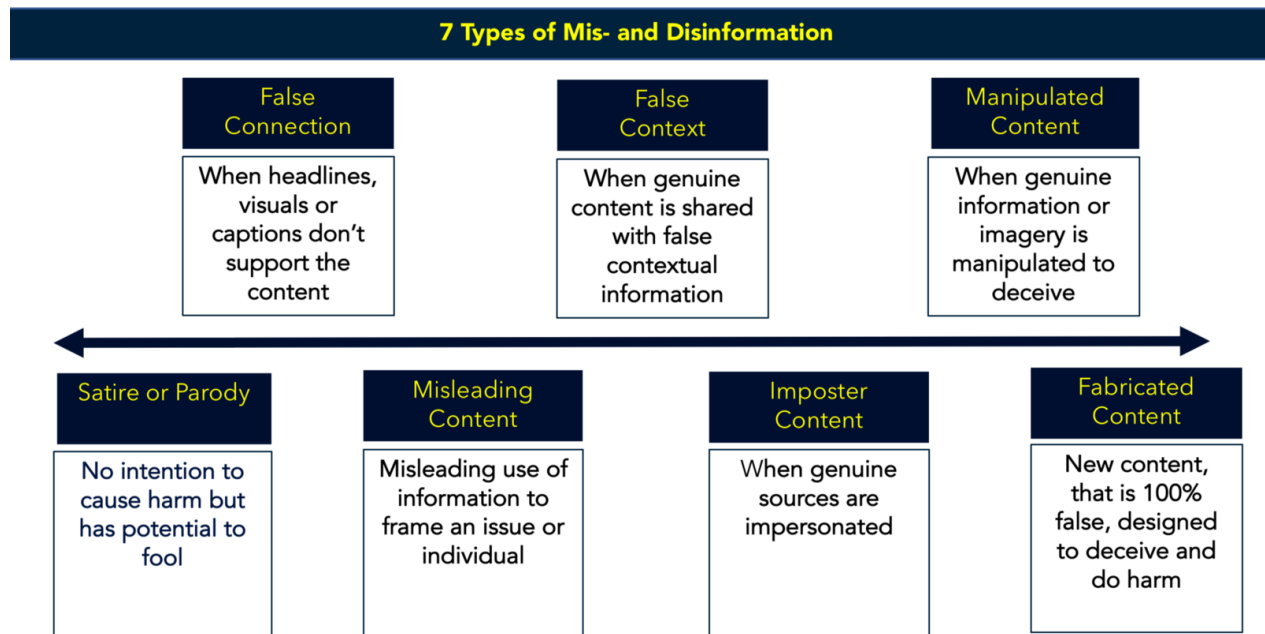 7 Types of Mis- and Disinformation
False
Connection
When headlines,
visuals or
captions don’t
support the
content
False
Context
When genuine
content is shared
with false
contextual
information
Manipulated
Content
When genuine
information or
imagery is
manipulated to
deceive
Satire or Parody
No intention to
cause harm but
has potential to
fool
Misleading
Content
Misleading use of
information to
frame an issue or
individual
Imposter
Content
When genuine
sources are
impersonated
Fabricated
Content
New content,
that is 100%
false, designed
to deceive and
do harm